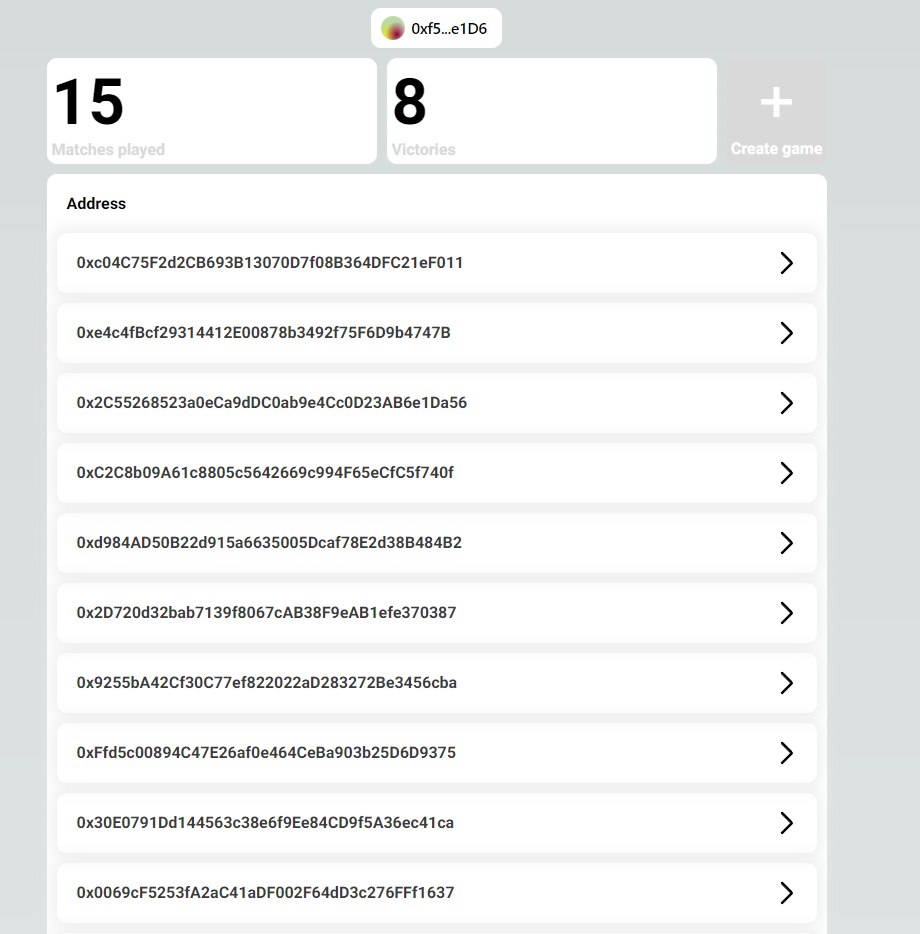 0xf5...e1D6
15
Matches played
8
Victories
+
Create game
Address
0xc04C75F2d2CB693B13070D7f08B364DFC21eF011
0xe4c4fBcf29314412E00878b3492f75F6D9b4747B
0x2C55268523a0eCa9dDC0ab9e4Cc0D23AB6e1Da56
0xC2C8b09A61c8805c5642669c994F65eCfC5f740f
0xd984AD50B22d915a6635005Dcaf78E2d38B484B2
0x2D720d32bab7139f8067cAB38F9eAB1efe370387
0x9255bA42Cf30C77ef822022aD283272Be3456cba
0xFfd5c00894C47E26af0e464CeBa903b25D6D9375
0x30E0791Dd144563c38e6f9Ee84CD9f5A36ec41ca
0x0069cF5253fA2aC41aDF002F64dD3c276FFf1637